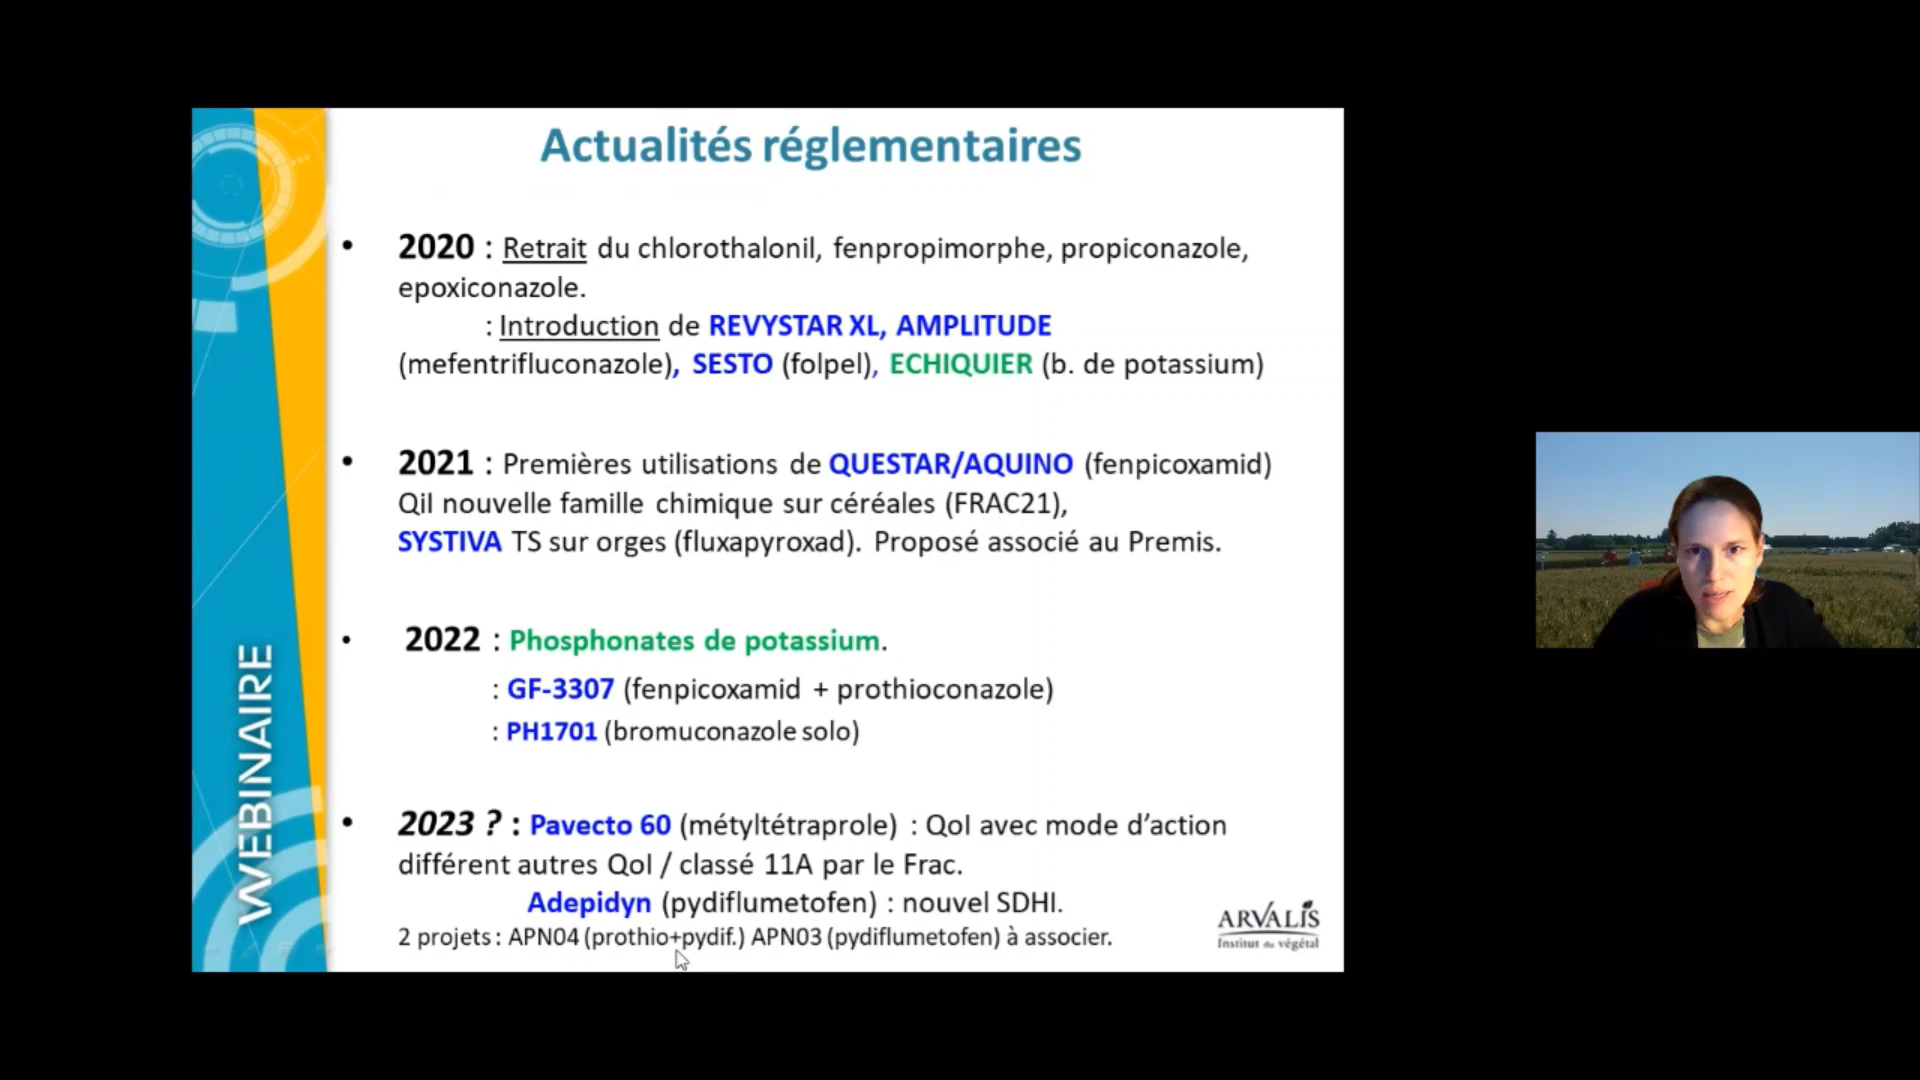 Actualités réglementaires
• 2020 : Retrait du chlorothalonil, fenpropimorphe, propiconazole,
epoxiconazole.
: Introduction de REVYSTAR XL, AMPLITUDE
(mefentrifluconazole), SESTO (folpel), ECHIQUIER (b. de potassium)
• 2021 : Premières utilisations de QUESTAR/AQUINO (fenpicoxamid)
QiI nouvelle famille chimique sur céréales (FRAC21),
SYSTIVA TS sur orges (fluxapyroxad). Proposé associé au Premis.
• 2022 : Phosphonates de potassium.
: GF-3307 (fenpicoxamid + prothioconazole)
: PH1701 (bromuconazole solo)
• 2023 ? : Pavecto 60 (métyltétraprole) : QoI avec mode d’action
différent autres QoI / classé 11A par le Frac.
Adepidyn (pydiflumetofen) : nouvel SDHI.
2 projets : APN04 (prothio+pydif.) APN03 (pydiflumetofen) à associer.
WEBINAIRE
ARVALIS
Institut du végétal